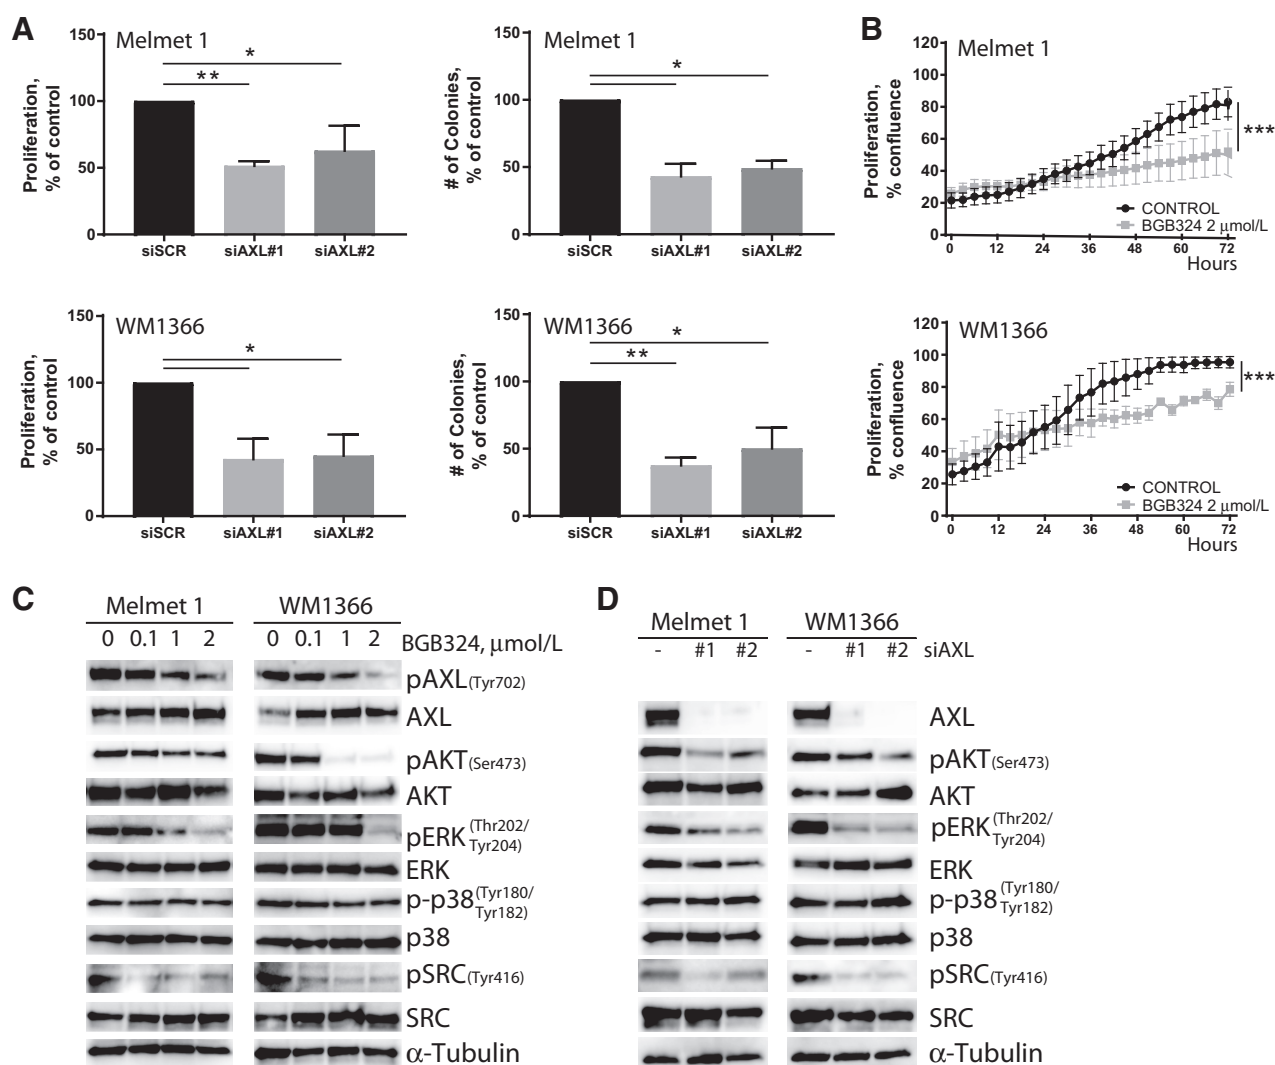 A
Melmet 1
Proliferation,
% of control
150
100
50
0
*
**
siSCR
siAXL#1
siAXL#2
Melmet 1
# of Colonies,
% of control
150
100
50
0
*
siSCR
siAXL#1
siAXL#2
B
Melmet 1
Proliferation,
% confluence
120
100
80
60
40
20
0
***
CONTROL
BGB324 2 µmol/L
0 12 24 36 48 60 72
Hours
WM1366
Proliferation,
% of control
150
100
50
0
*
siSCR
siAXL#1
siAXL#2
WM1366
# of Colonies,
% of control
150
100
50
0
*
**
siSCR
siAXL#1
siAXL#2
WM1366
Proliferation,
% confluence
120
100
80
60
40
20
0
***
CONTROL
BGB324 2 µmol/L
0 12 24 36 48 60 72
Hours
C
Melmet 1 WM1366
0 0.1 1 2 0 0.1 1 2 BGB324, µmol/L
pAXL(Tyr702)
AXL
pAKT(Ser473)
AKT
pERK(Thr202/
Tyr204)
ERK
p-p38(Tyr180/
Tyr182)
p38
pSRC(Tyr416)
SRC
α-Tubulin
D
Melmet 1 WM1366
- #1 #2 - #1 #2 siAXL
AXL
pAKT(Ser473)
AKT
pERK(Thr202/
Tyr204)
ERK
p-p38(Tyr180/
Tyr182)
p38
pSRC(Tyr416)
SRC
α-Tubulin